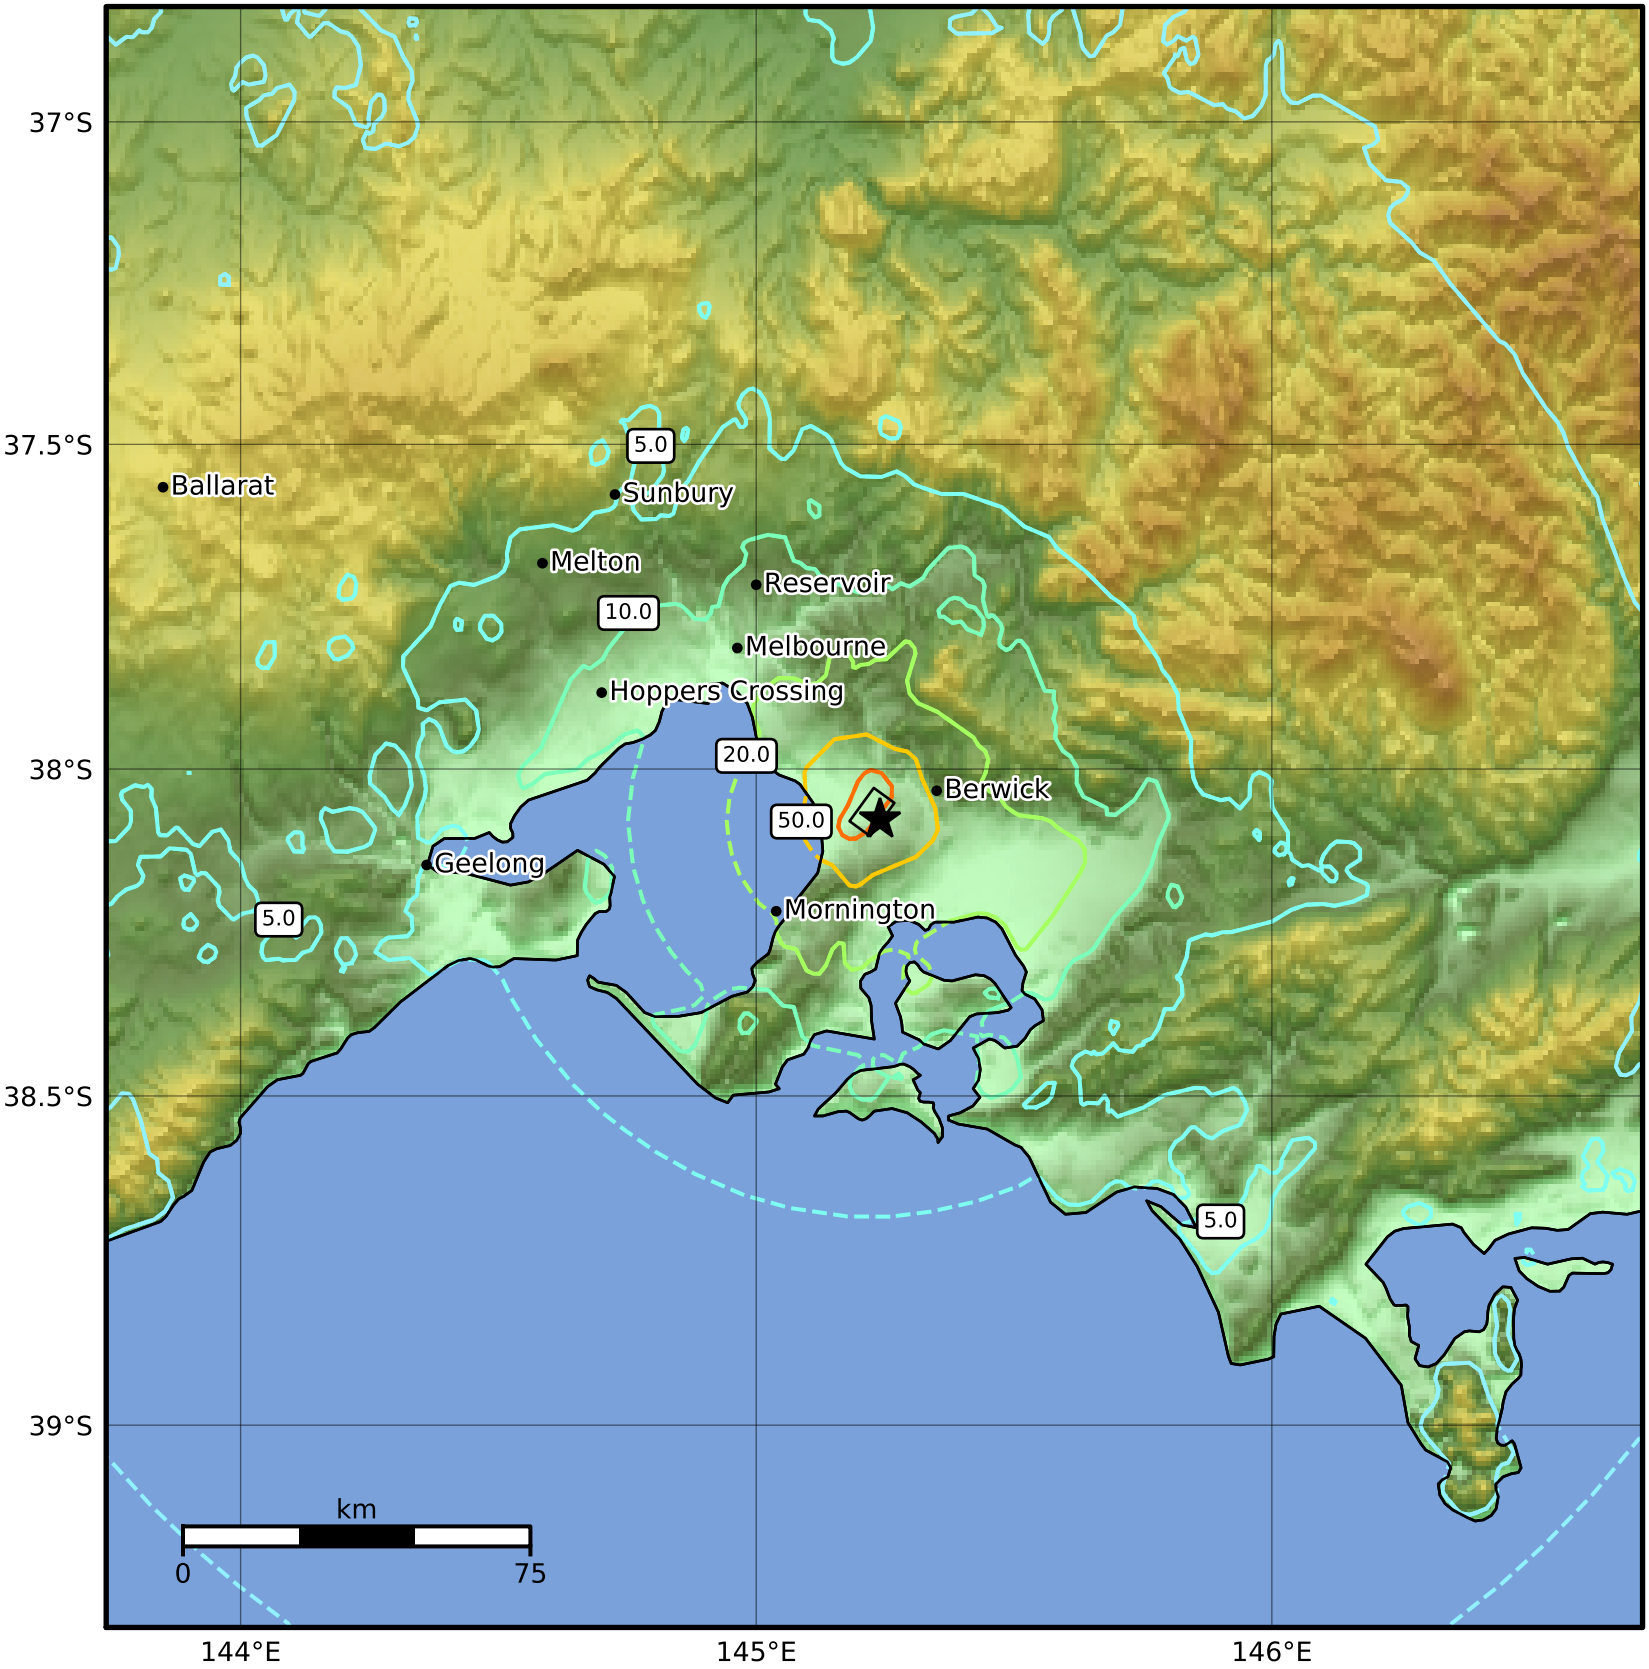 37°S
37.5°S
5.0
Ballarat
Sunbury
Melton
Reservoir
10.0
Melbourne
Hoppers Crossing
20.0
38°S
Berwick
50.0
Geelong
Mornington
5.0
38.5°S
5.0
39°S
km
0 75
144°E 145°E 146°E